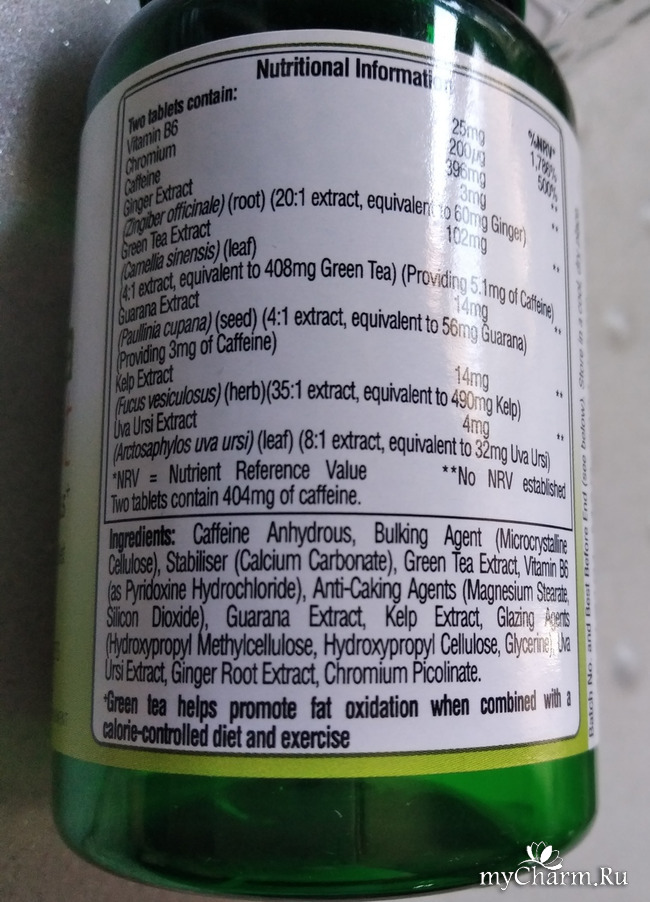 Nutritional Information
Two tablets contain: %NRV*
Vitamin B6 25mg 1,786%
Chromium 200µg 500%
Caffeine 396mg **
Ginger Extract 3mg **
(Zingiber officinale) (root) (20:1 extract, equivalent to 60mg Ginger)
Green Tea Extract 102mg **
(Camellia sinensis) (leaf)
(4:1 extract, equivalent to 408mg Green Tea) (Providing 5.1mg of Caffeine)
Guarana Extract 14mg **
(Paullinia cupana) (seed) (4:1 extract, equivalent to 56mg Guarana)
(Providing 3mg of Caffeine)
Kelp Extract 14mg **
(Fucus vesiculosus) (herb)(35:1 extract, equivalent to 490mg Kelp)
Uva Ursi Extract 4mg **
(Arctosaphylos uva ursi) (leaf) (8:1 extract, equivalent to 32mg Uva Ursi)
*NRV = Nutrient Reference Value **No NRV established
Two tablets contain 404mg of caffeine.
Ingredients: Caffeine Anhydrous, Bulking Agent (Microcrystalline
Cellulose), Stabiliser (Calcium Carbonate), Green Tea Extract, Vitamin B6
(as Pyridoxine Hydrochloride), Anti-Caking Agents (Magnesium Stearate,
Silicon Dioxide), Guarana Extract, Kelp Extract, Glazing Agents
(Hydroxypropyl Methylcellulose, Hydroxypropyl Cellulose, Glycerine), Uva
Ursi Extract, Ginger Root Extract, Chromium Picolinate.
⁺Green tea helps promote fat oxidation when combined with a
calorie-controlled diet and exercise
Batch No. and Best Before End (see below). Store in a cool, dry place.
myCharm.Ru